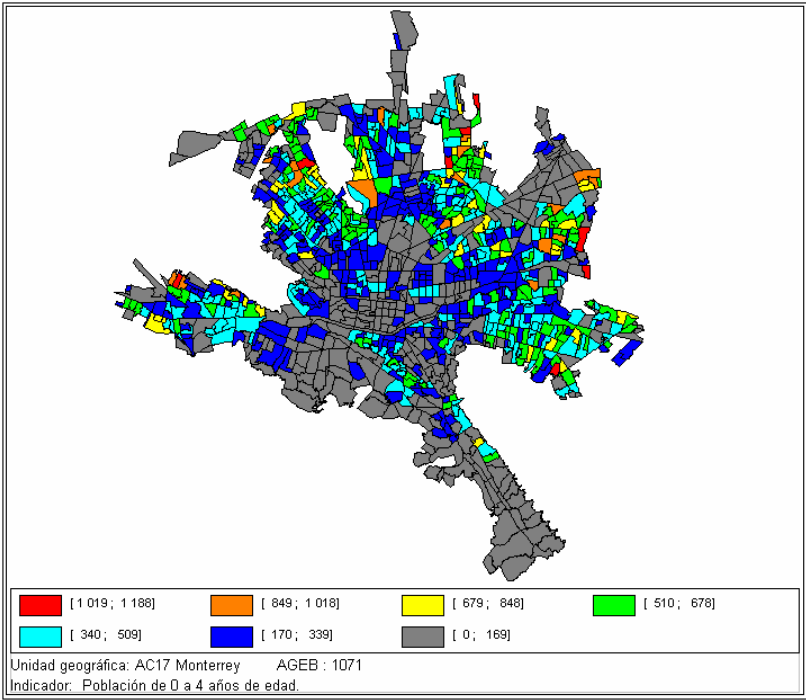 [ 1 019 ; 1 188] [ 849 ; 1 018] [ 679 ; 848] [ 510 ; 678]
[ 340 ; 509] [ 170 ; 339] [ 0 ; 169]
Unidad geográfica: AC17 Monterrey AGEB : 1071
Indicador: Población de 0 a 4 años de edad.